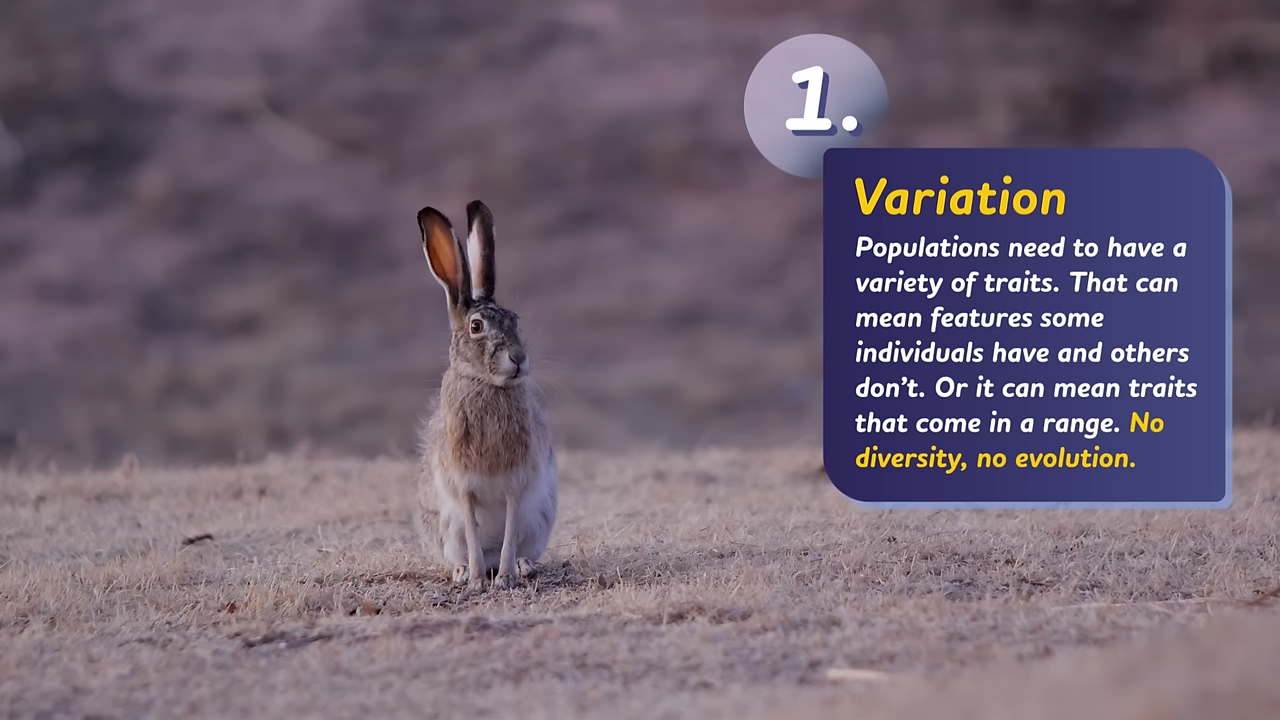 1.
Variation
Populations need to have a
variety of traits. That can
mean features some
individuals have and others
don't. Or it can mean traits
that come in a range. No
diversity, no evolution.